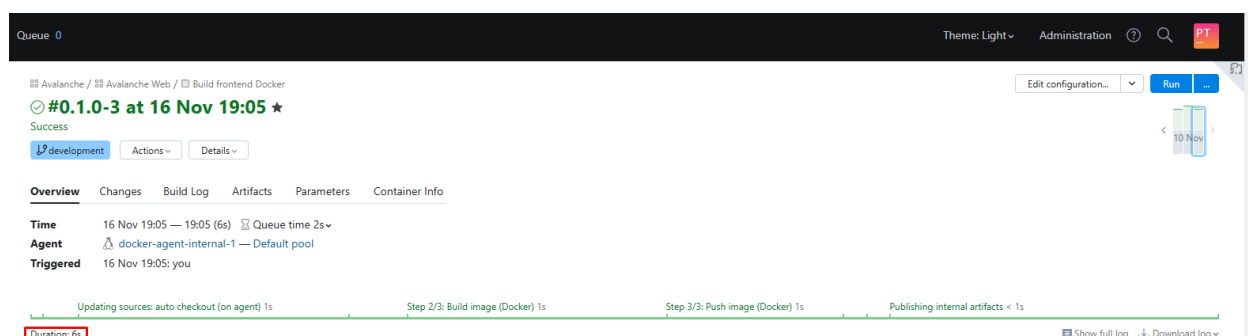 Queue 0
Theme: Light Administration ? PT
Avalanche / Avalanche Web / Build frontend Docker
Edit configuration... Run ...
#0.1.0-3 at 16 Nov 19:05 ★
Success
10 Nov
development Actions Details
Overview Changes Build Log Artifacts Parameters Container Info
Time 16 Nov 19:05 — 19:05 (6s) Queue time 2s
Agent docker-agent-internal-1 — Default pool
Triggered 16 Nov 19:05: you
Updating sources: auto checkout (on agent) 1s Step 2/3: Build image (Docker) 1s Step 3/3: Push image (Docker) 1s Publishing internal artifacts < 1s
Duration: 6s Show full log Download log